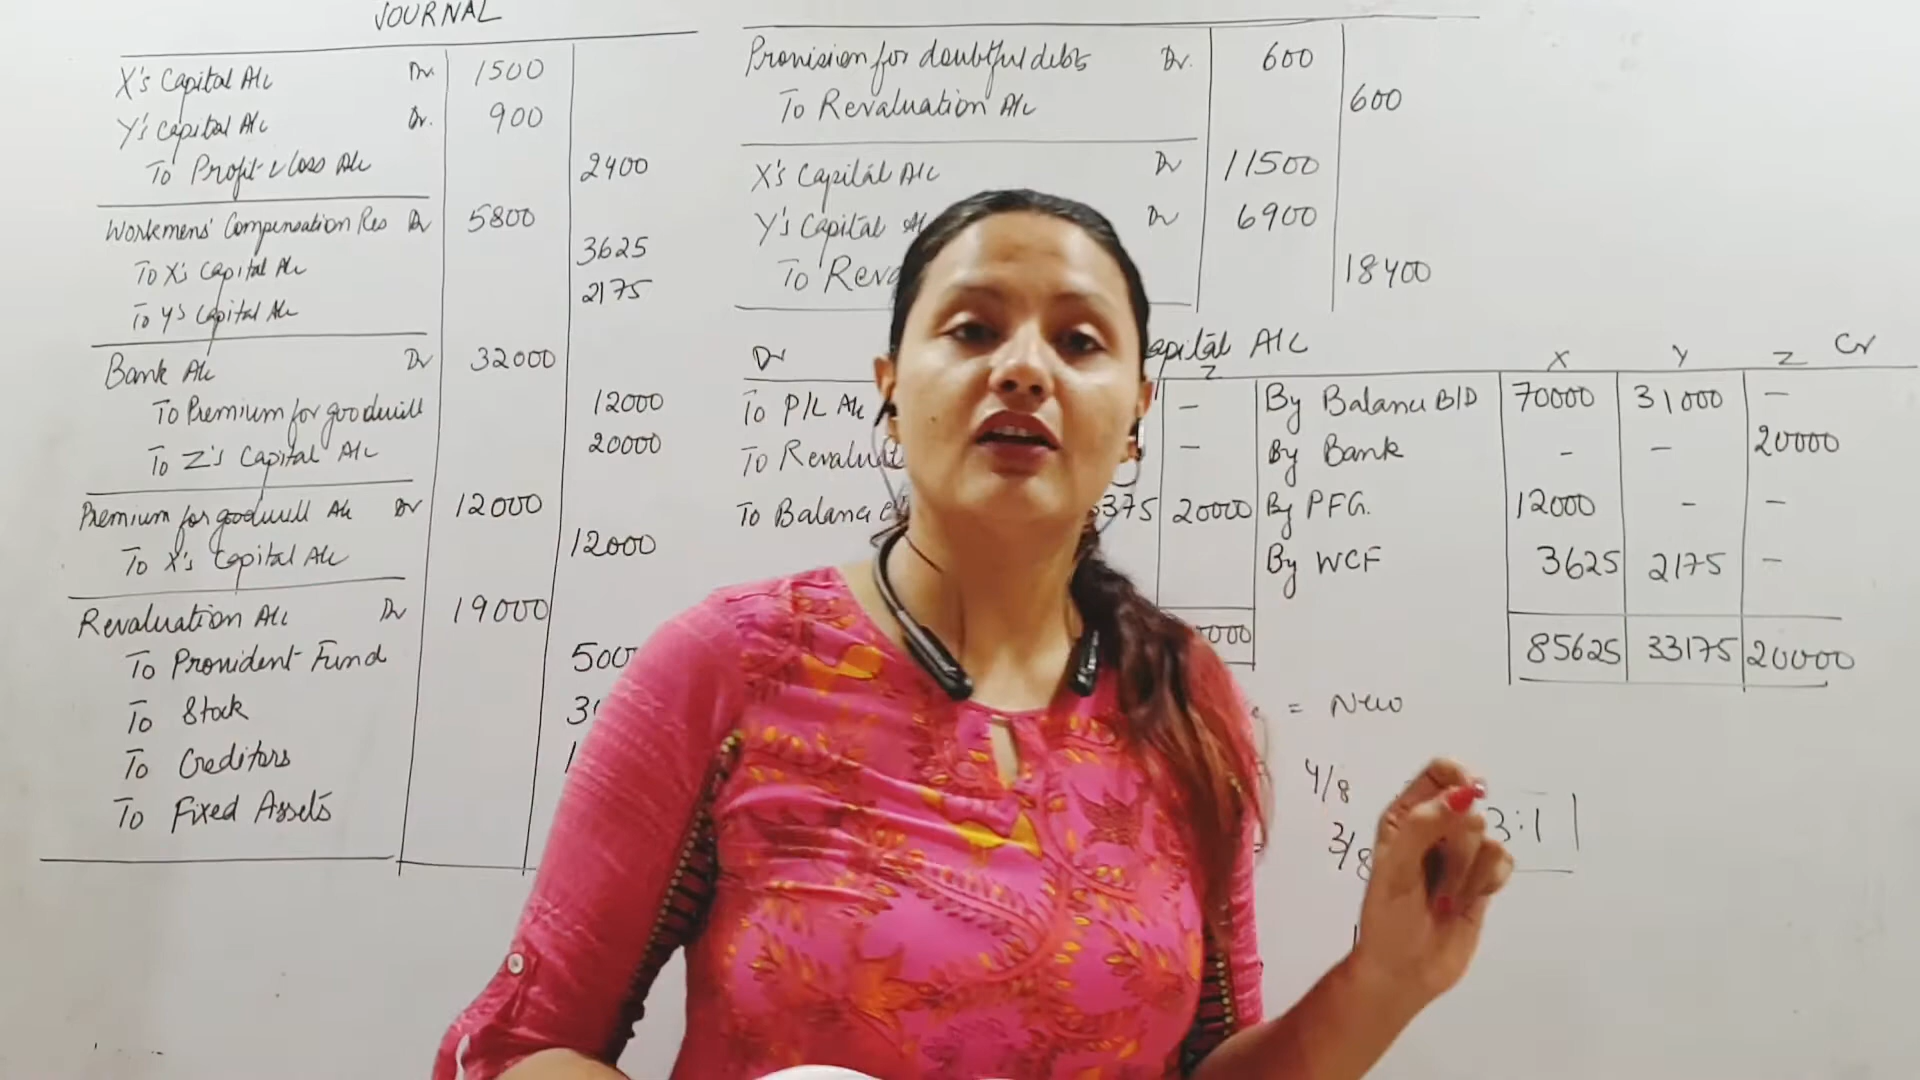 JOURNAL
X's Capital A/c Dr. 1500
Y's Capital A/c Dr. 900
To Profit & Loss A/c 2400
Workmens' Compensation Res Dr 5800
To X's Capital A/c 3625
To Y's Capital A/c 2175
Bank A/c Dr 32000
To Premium for goodwill 12000
To Z's Capital A/c 20000
Premium for goodwill A/c Dr 12000
To X's Capital A/c 12000
Revaluation A/c Dr 19000
To Provident Fund
To Stock
To Creditors
To Fixed Assets
Provision for doubtful debts Dr. 600
To Revaluation A/c 600
X's Capital A/c Dr 11500
Y's Capital Dr 6900
To 18400
Dr A/C Cr
Z X Y Z
To P/L A/c - By Balance B/D 70000 31000 -
To - By Bank - - 20000
To Balance 20000 By PFG. 12000 - -
By WCF 3625 2175 -
85625 33175 20000
= New
4/8
3:1